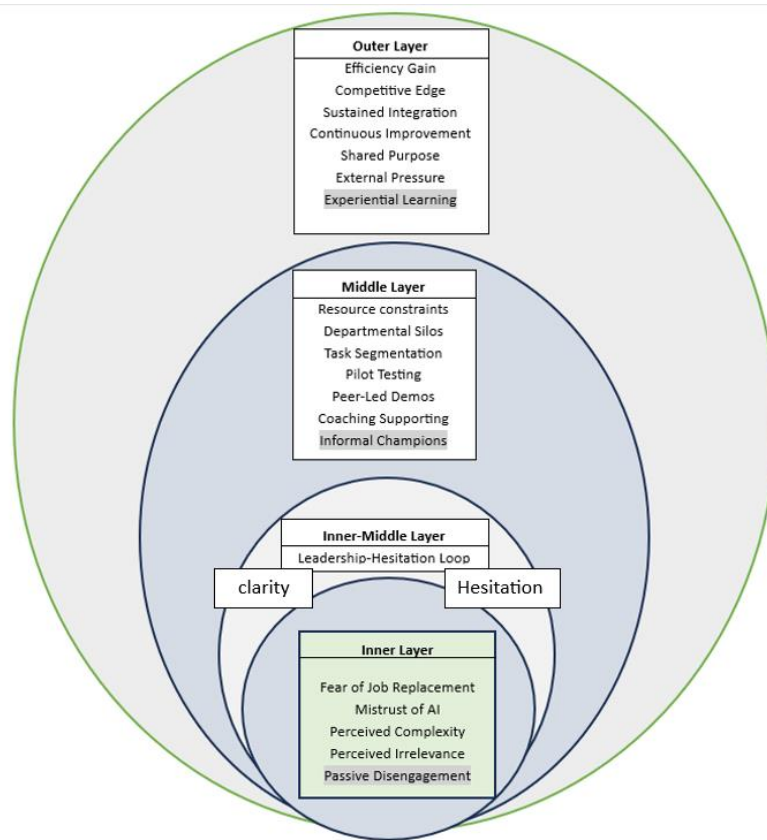 Outer Layer
Efficiency Gain
Competitive Edge
Sustained Integration
Continuous Improvement
Shared Purpose
External Pressure
Experiential Learning
Middle Layer
Resource constraints
Departmental Silos
Task Segmentation
Pilot Testing
Peer-Led Demos
Coaching Supporting
Informal Champions
Inner-Middle Layer
Leadership-Hesitation Loop
clarity
Hesitation
Inner Layer
Fear of Job Replacement
Mistrust of AI
Perceived Complexity
Perceived Irrelevance
Passive Disengagement